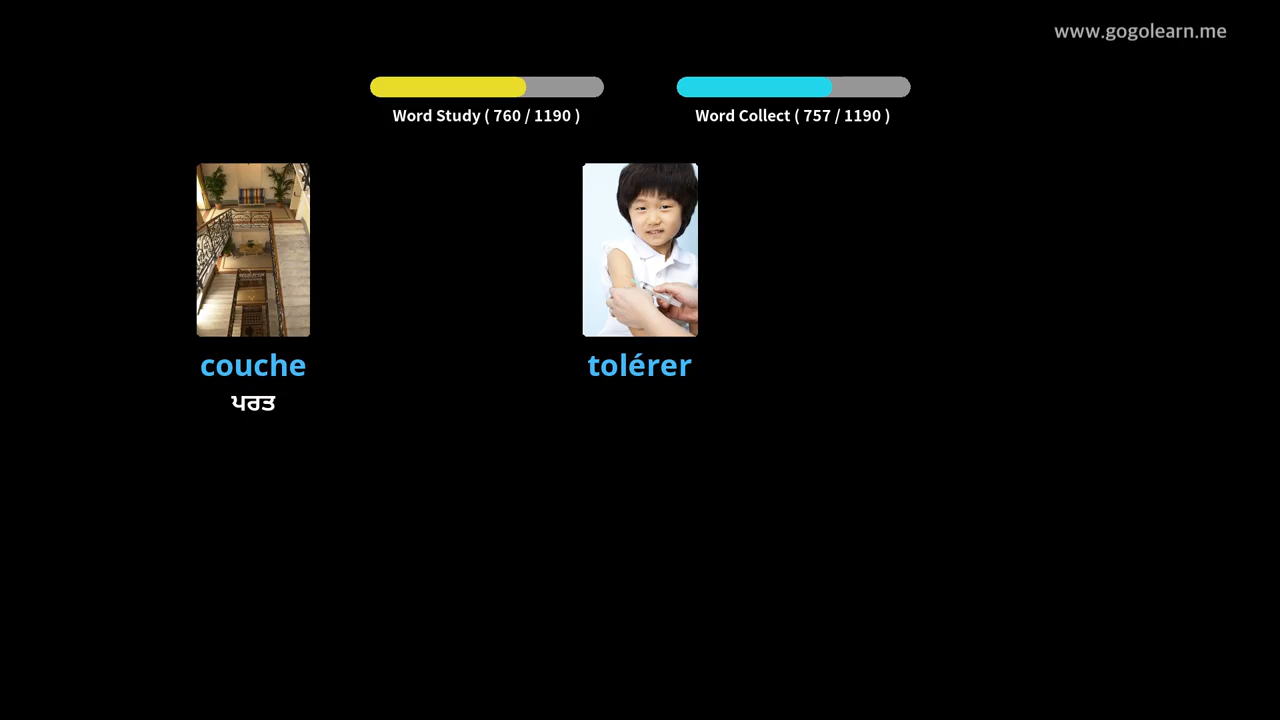 www.gogolearn.me
Word Study ( 760 / 1190 )
Word Collect ( 757 / 1190 )
couche
ਪਰਤ
tolérer